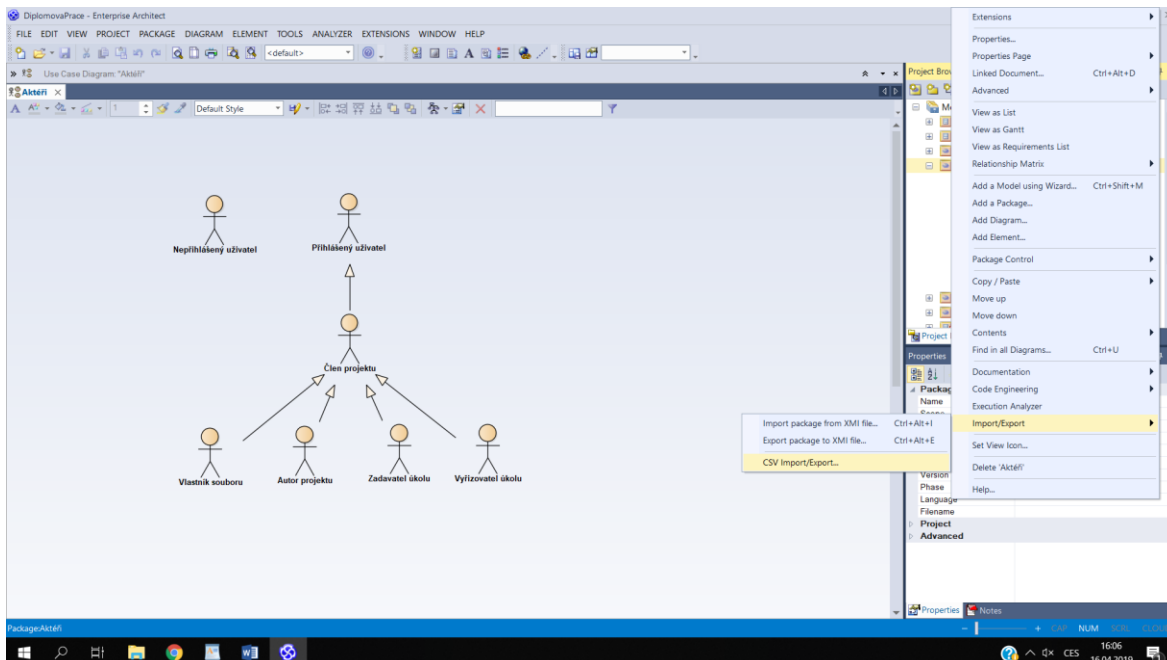 DiplomovaPrace - Enterprise Architect
FILE EDIT VIEW PROJECT PACKAGE DIAGRAM ELEMENT TOOLS ANALYZER EXTENSIONS WINDOW HELP
<default>
Use Case Diagram: "Aktéři"
Aktéři
1 Default Style
Nepřihlášený uživatel
Přihlášený uživatel
Člen projektu
Vlastník souboru
Autor projektu
Zadavatel úkolu
Vyřizovatel úkolu
Project Brow
Project
Properties
Packag
Name
Version
Phase
Language
Filename
Project
Advanced
Properties Notes
Extensions
Properties...
Properties Page
Linked Document... Ctrl+Alt+D
Advanced
View as List
View as Gantt
View as Requirements List
Relationship Matrix
Add a Model using Wizard... Ctrl+Shift+M
Add a Package...
Add Diagram...
Add Element...
Package Control
Copy / Paste
Move up
Move down
Contents
Find in all Diagrams... Ctrl+U
Documentation
Code Engineering
Execution Analyzer
Import/Export
Set View Icon...
Delete 'Aktéři'
Help...
Import package from XMI file... Ctrl+Alt+I
Export package to XMI file... Ctrl+Alt+E
CSV Import/Export...
Package:Aktéři
CAP NUM SCRL CLOU
CES
16:06
16.04.2019